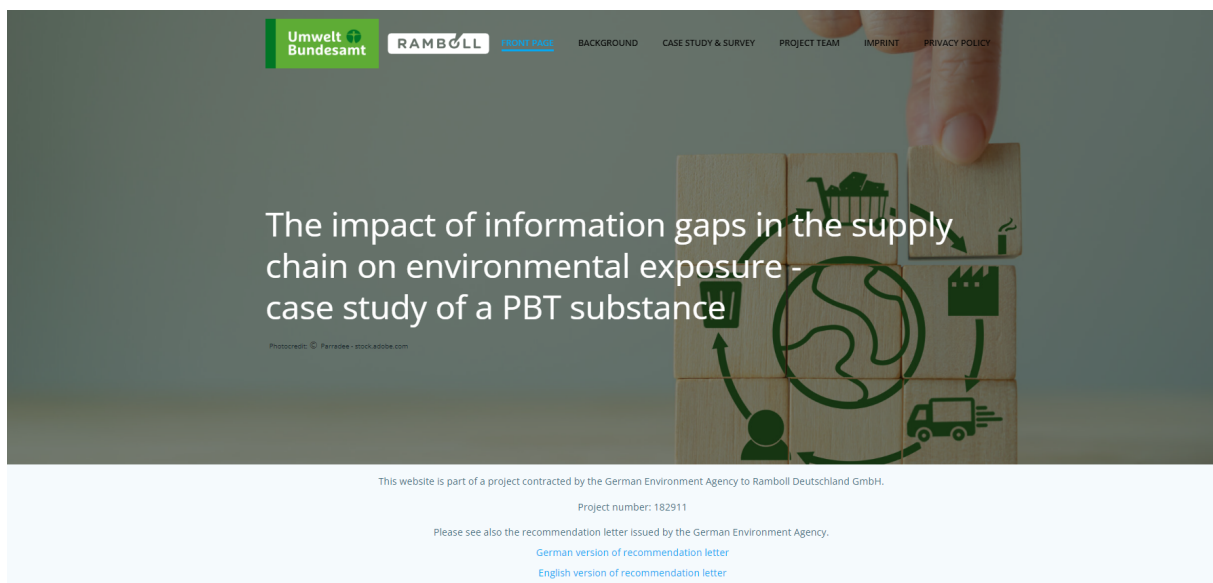 Umwelt
Bundesamt
RAMBOLL
FRONT PAGE BACKGROUND CASE STUDY & SURVEY PROJECT TEAM IMPRINT PRIVACY POLICY
The impact of information gaps in the supply
chain on environmental exposure -
case study of a PBT substance
Photocredit: © Parradee - stock.adobe.com
This website is part of a project contracted by the German Environment Agency to Ramboll Deutschland GmbH.
Project number: 182911
Please see also the recommendation letter issued by the German Environment Agency.
German version of recommendation letter
English version of recommendation letter